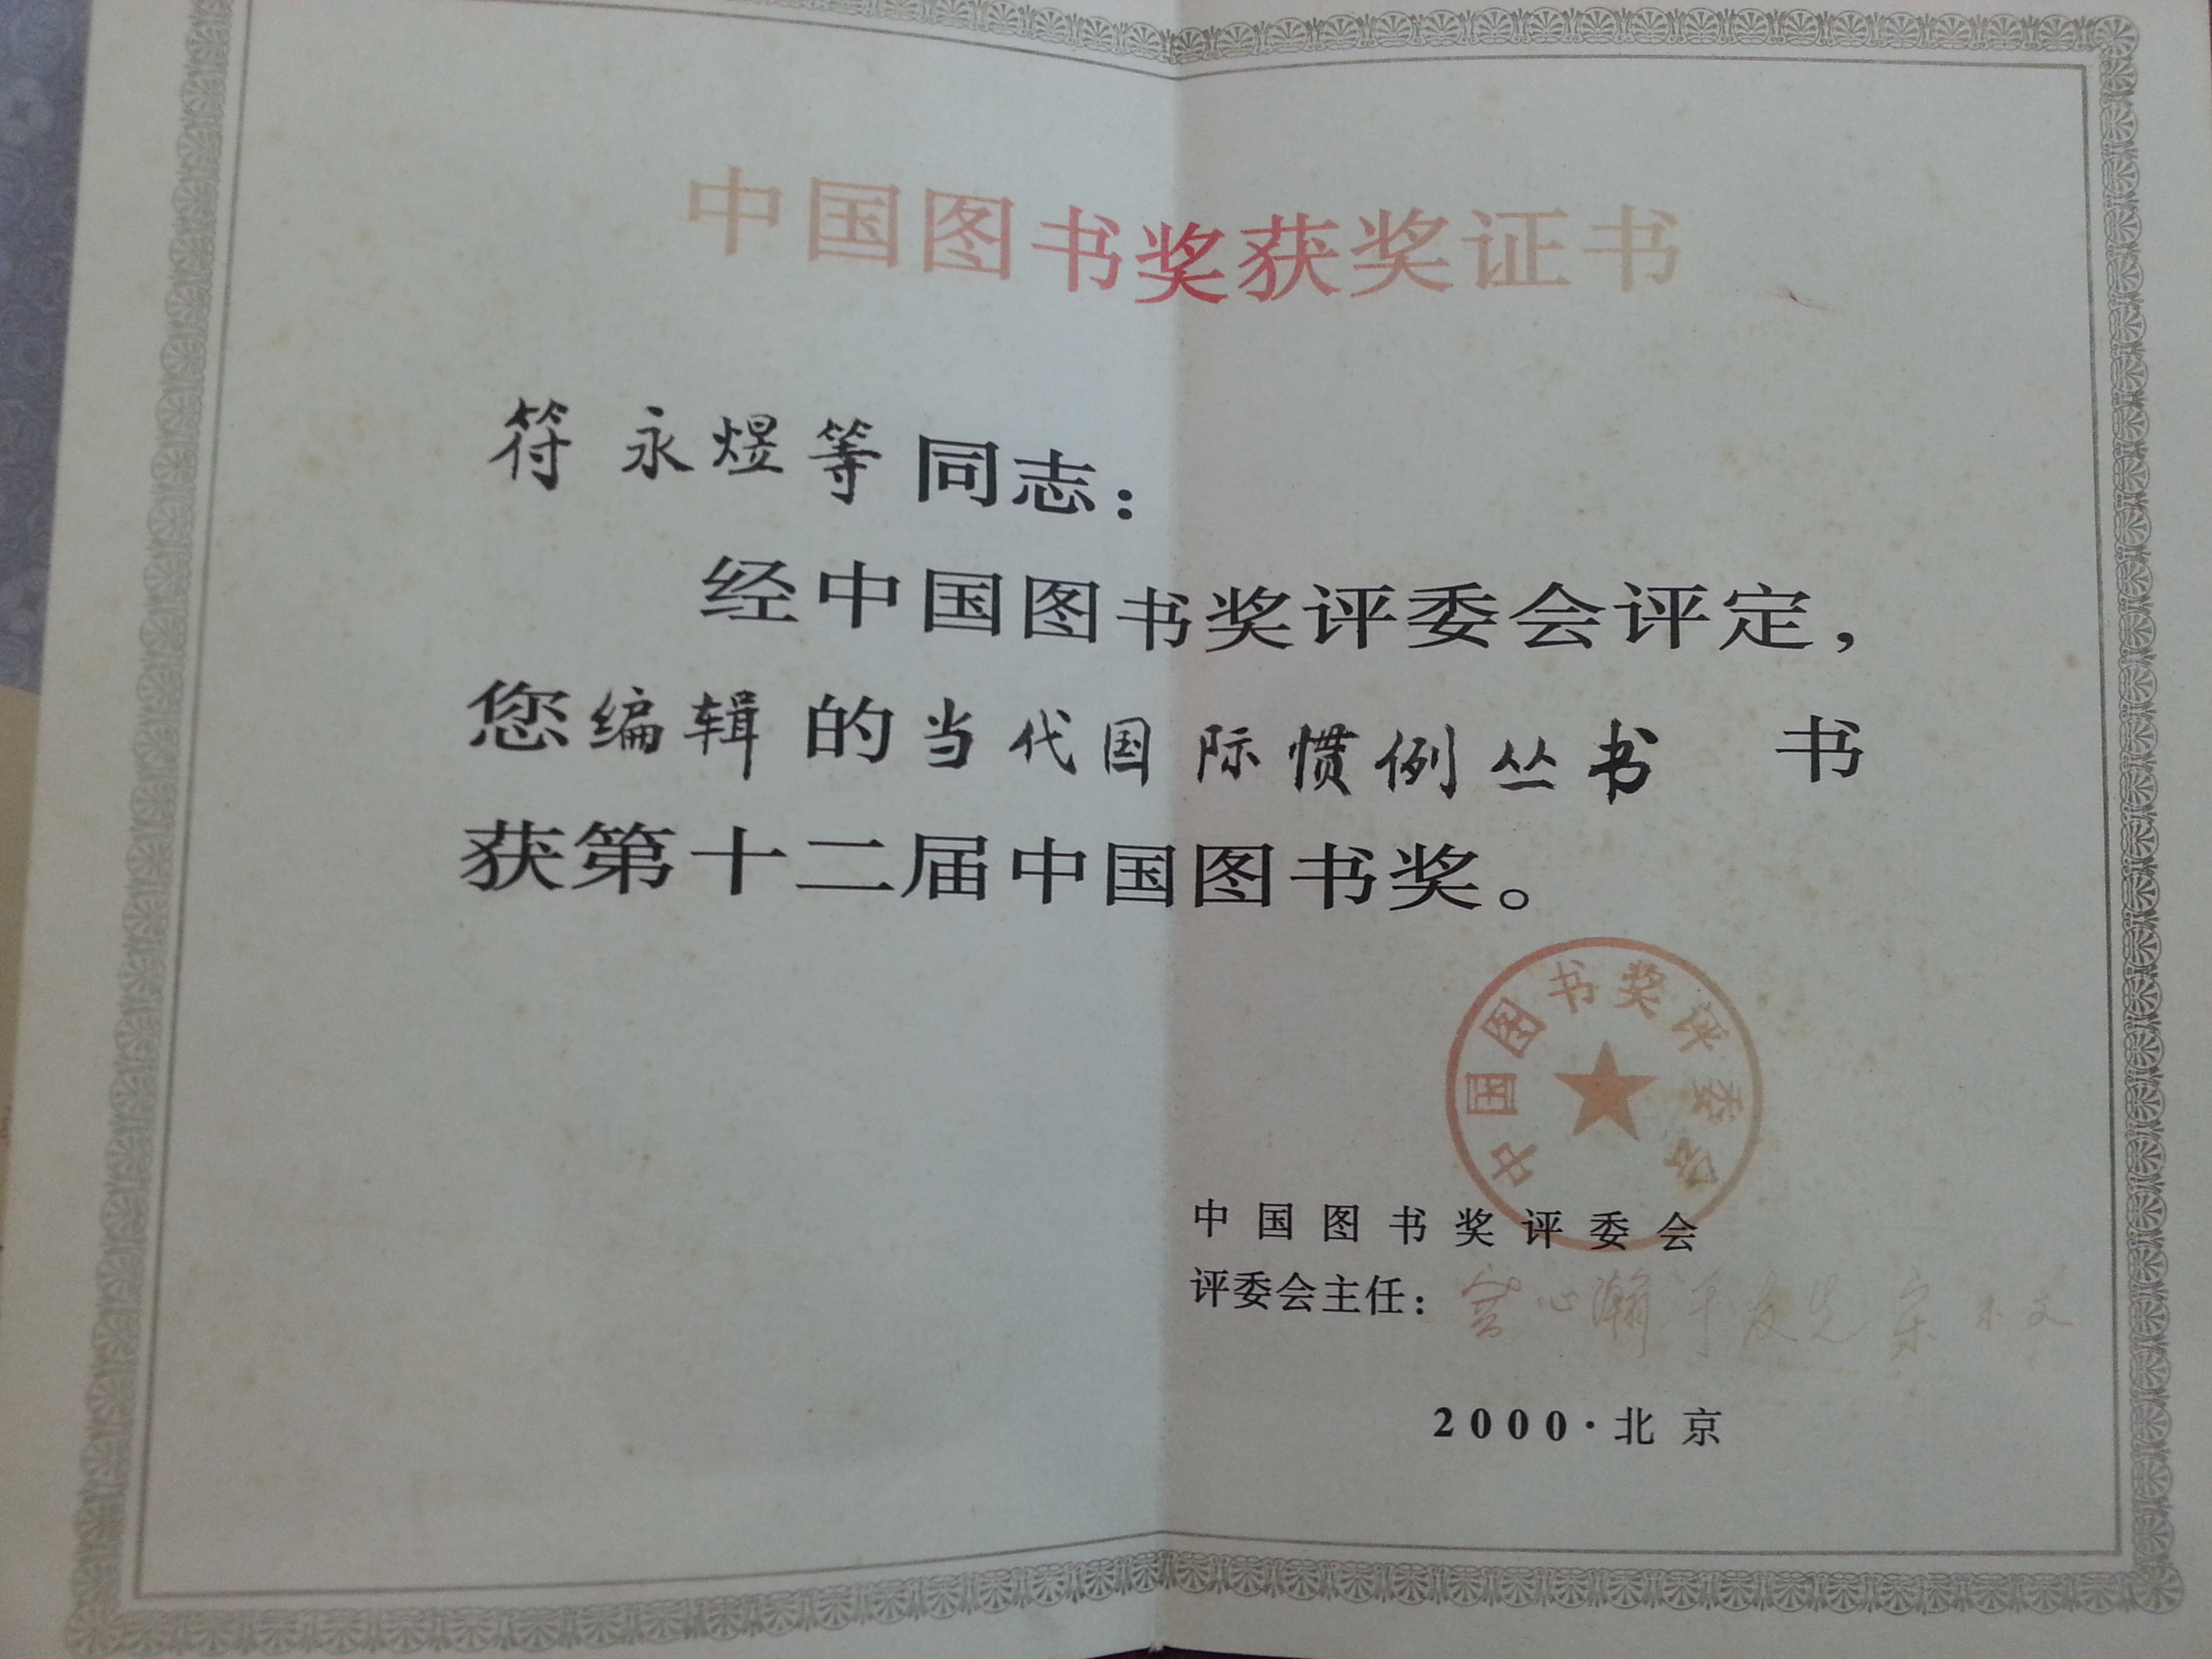 中国图书奖获奖证书
符永煜等同志：
经中国图书奖评委会评定，
您编辑的当代国际惯例丛书 书
获第十二届中国图书奖。
中国图书奖评委会
中国图书奖评委会
评委会主任：
2000·北京